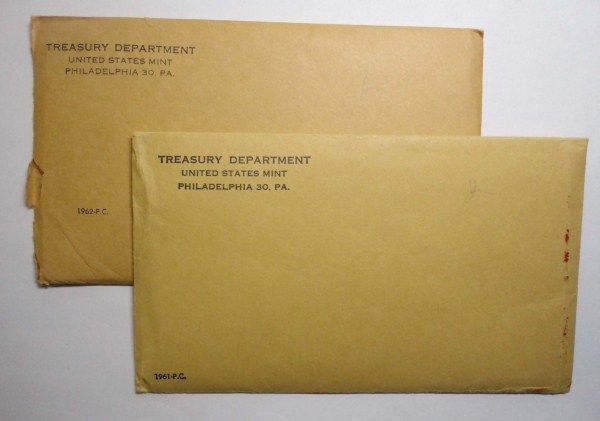 TREASURY DEPARTMENT
UNITED STATES MINT
PHILADELPHIA 30, PA.
1962-P.C.
TREASURY DEPARTMENT
UNITED STATES MINT
PHILADELPHIA 30, PA.
1961-P.C.